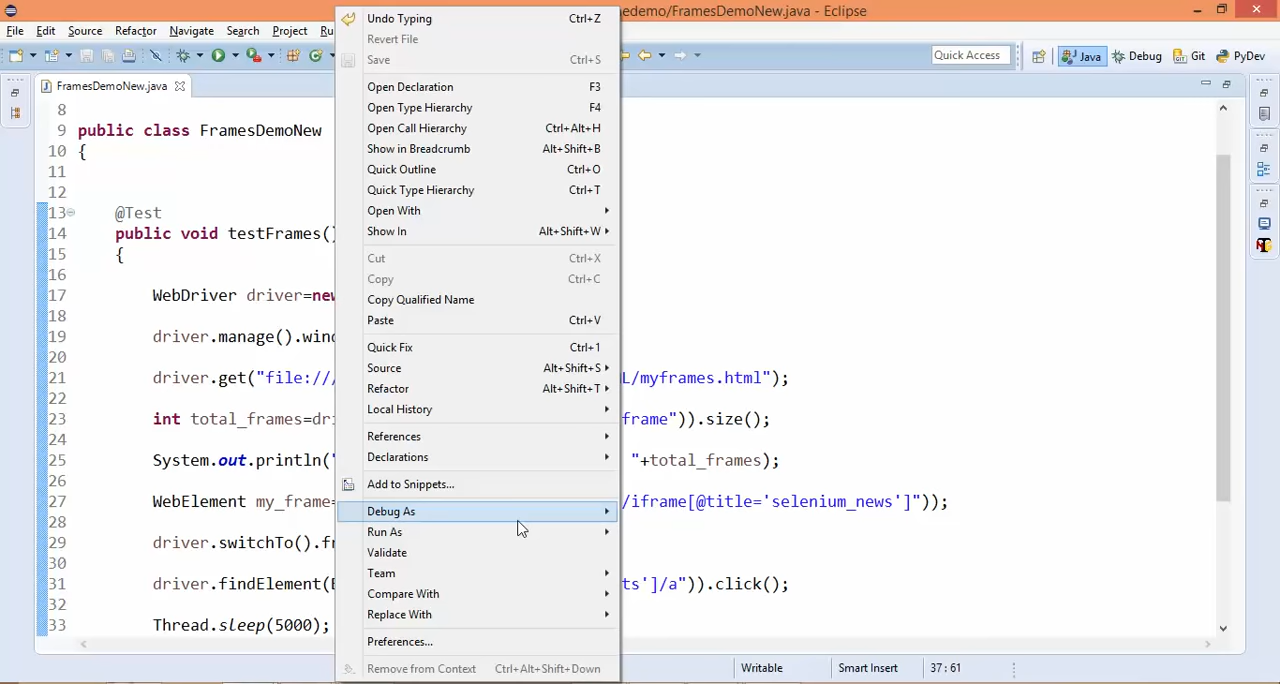 edemo/FramesDemoNew.java - Eclipse
File Edit Source Refactor Navigate Search Project Ru
Quick Access Java Debug Git PyDev
FramesDemoNew.java
8
9 public class FramesDemoNew
10 {
11
12
13 @Test
14 public void testFrames()
15 {
16
17 WebDriver driver=new
18
19 driver.manage().wind
20
21 driver.get("file:/// L/myframes.html");
22
23 int total_frames=dri frame")).size();
24
25 System.out.println(" "+total_frames);
26
27 WebElement my_frame= /iframe[@title='selenium_news']"));
28
29 driver.switchTo().fr
30
31 driver.findElement( ts']/a")).click();
32
33 Thread.sleep(5000);
Undo Typing Ctrl+Z
Revert File
Save Ctrl+S
Open Declaration F3
Open Type Hierarchy F4
Open Call Hierarchy Ctrl+Alt+H
Show in Breadcrumb Alt+Shift+B
Quick Outline Ctrl+O
Quick Type Hierarchy Ctrl+T
Open With
Show In Alt+Shift+W
Cut Ctrl+X
Copy Ctrl+C
Copy Qualified Name
Paste Ctrl+V
Quick Fix Ctrl+1
Source Alt+Shift+S
Refactor Alt+Shift+T
Local History
References
Declarations
Add to Snippets...
Debug As
Run As
Validate
Team
Compare With
Replace With
Preferences...
Remove from Context Ctrl+Alt+Shift+Down
Writable Smart Insert 37 : 61